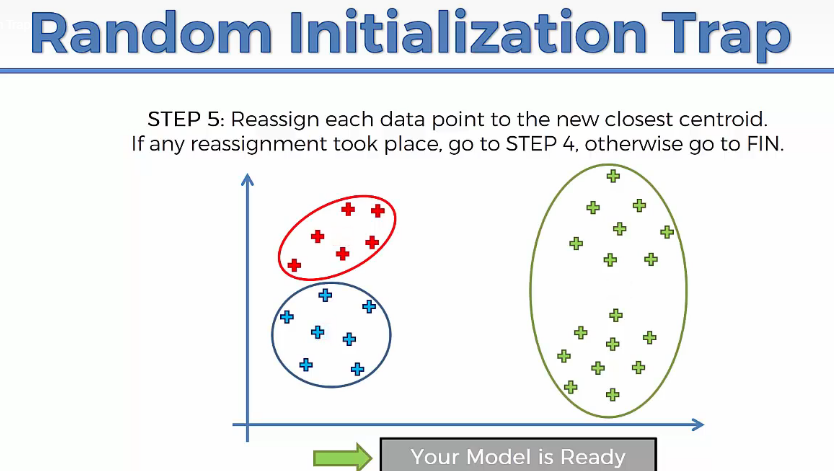 Random Initialization Trap
STEP 5: Reassign each data point to the new closest centroid.
If any reassignment took place, go to STEP 4, otherwise go to FIN.
Your Model is Ready